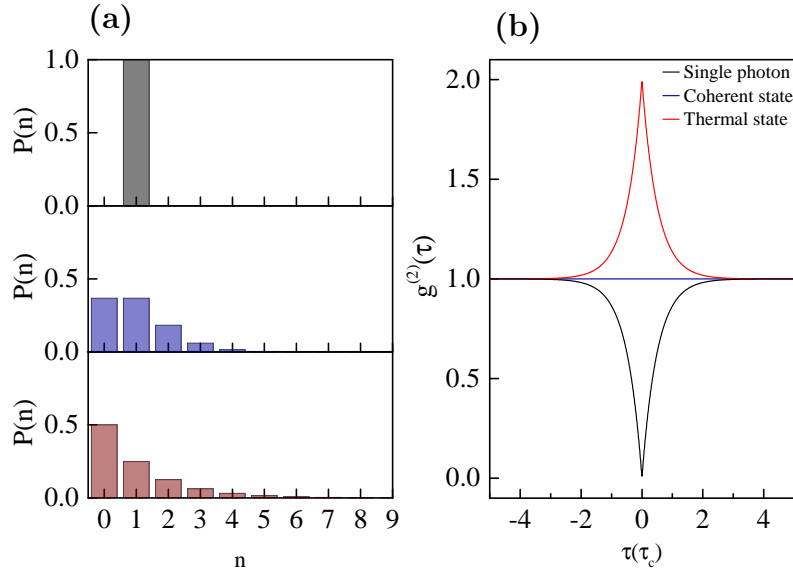 (a)
1.0
0.5
0.0
P(n)
0.5
0.0
P(n)
0.5
0.0
P(n)
0 1 2 3 4 5 6 7 8 9
n
(b)
Single photon
Coherent state
Thermal state
2.0
1.5
1.0
0.5
0.0
g(2)(τ)
-4 -2 0 2 4
τ(τc)